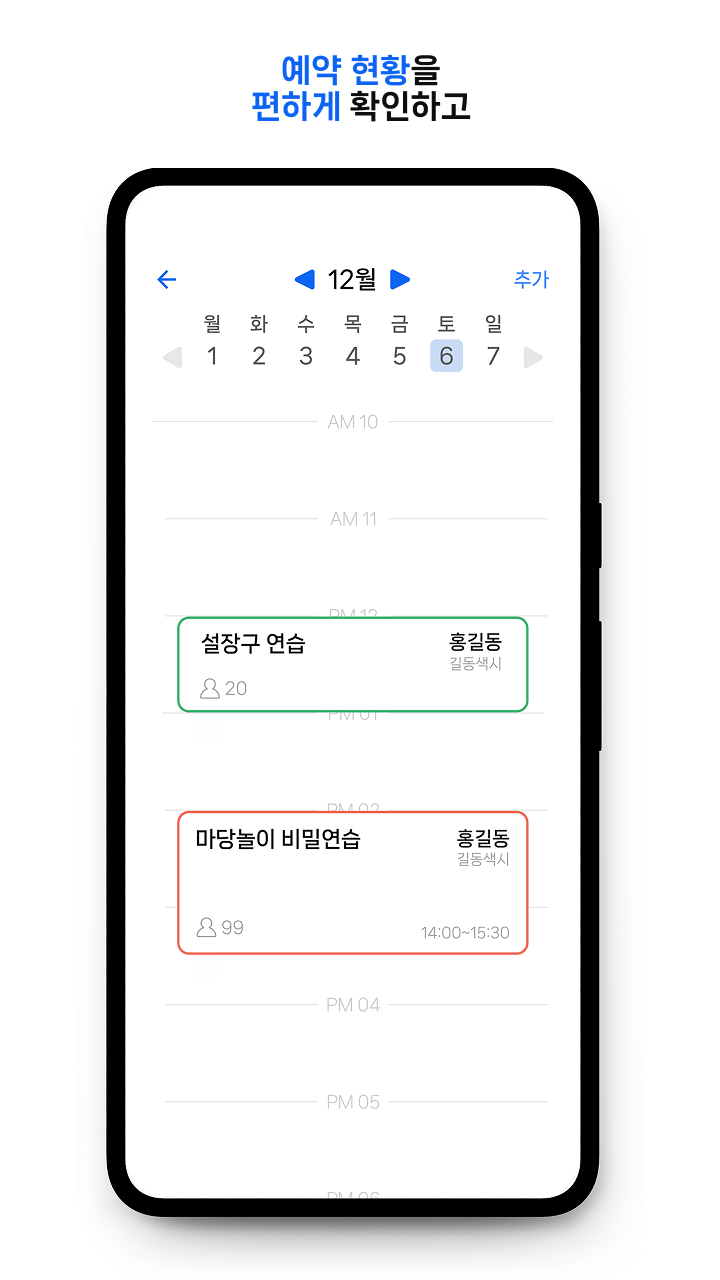 예약 현황을
편하게 확인하고
12월
추가
월 화 수 목 금 토 일
1 2 3 4 5 6 7
AM 10
AM 11
PM 12
설장구 연습
홍길동
길동색시
20
PM 01
PM 02
마당놀이 비밀연습
홍길동
길동색시
99
14:00~15:30
PM 04
PM 05
PM 06